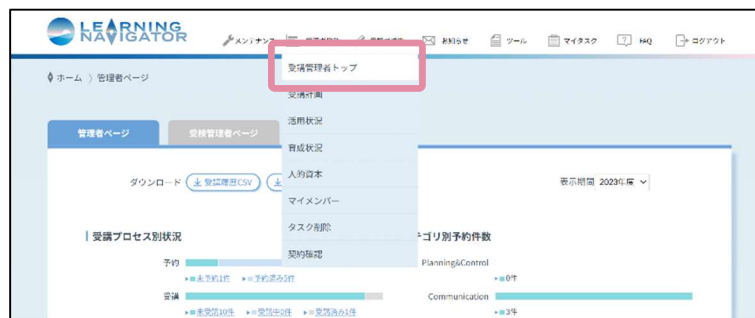 LEARNING NAVIGATOR
メンテナンス
お知らせ
ツール
マイタスク
FAQ
ログアウト
ホーム 〉管理者ページ
受講管理者トップ
受講計画
活用状況
育成状況
人的資本
マイメンバー
タスク削除
契約確認
管理者ページ
受検管理者ページ
ダウンロード
受講履歴CSV
表示期間 2023年度
受講プロセス別状況
ゴリ別予約件数
予約
未予約1件
予約済み5件
受講
未受講10件
受講中0件
受講済み1件
Planning&Control
0件
Communication
3件